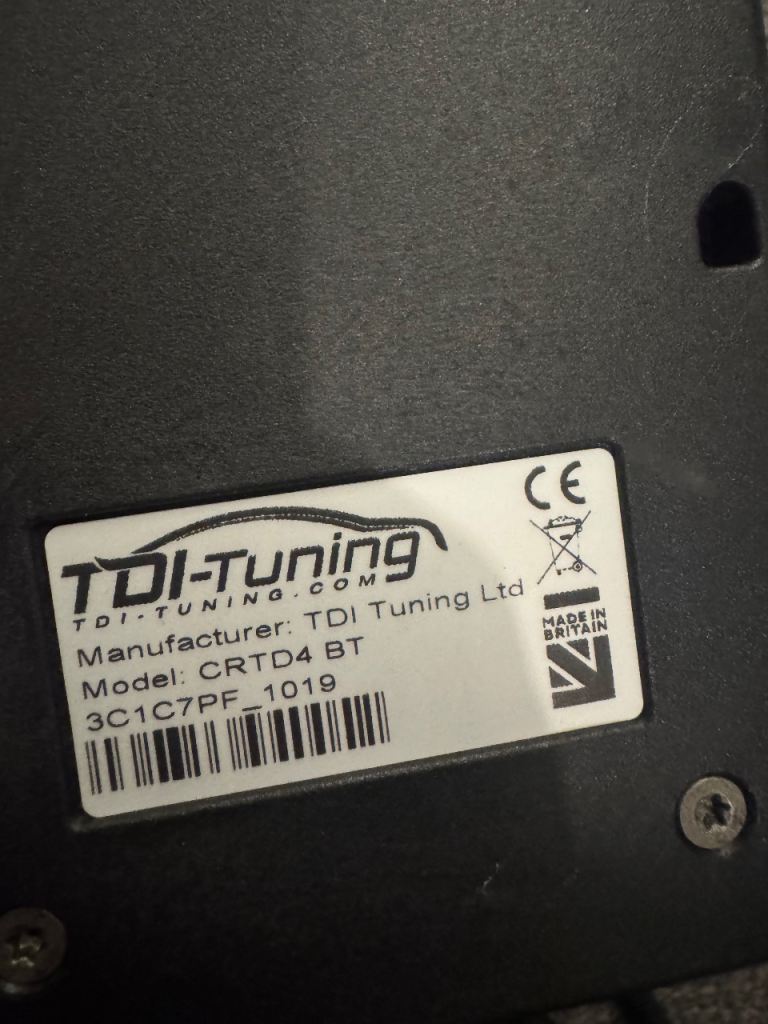 TDI-Tuning
TDI-TUNING.COM
Manufacturer: TDI Tuning Ltd
Model: CRTD4 BT
3C1C7PF_1019
CE
MADE IN
BRITAIN